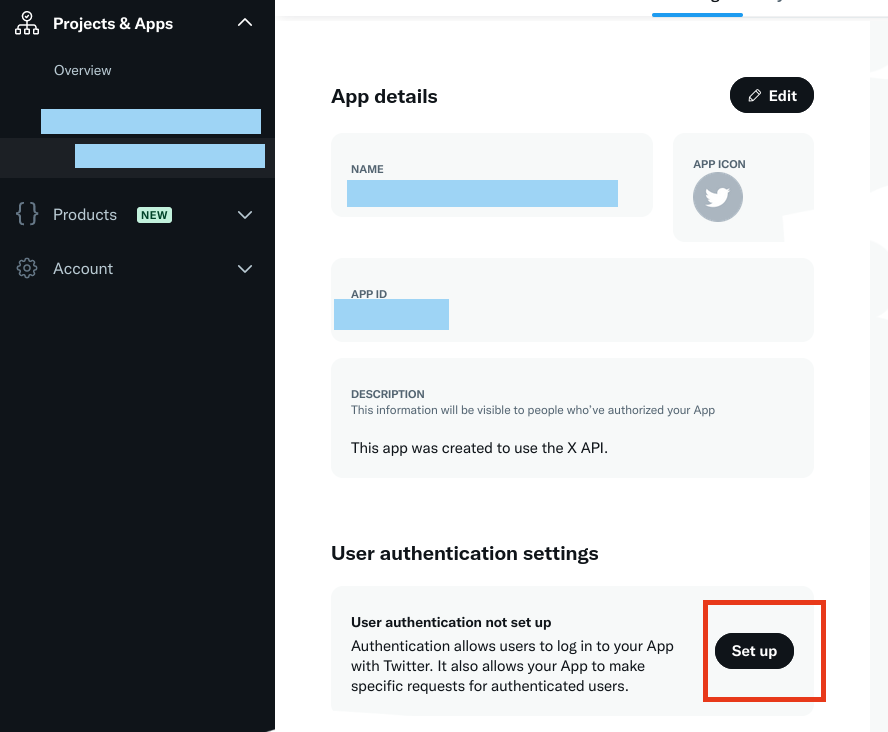 Projects & Apps
Overview
Products NEW
Account
App details
Edit
NAME
APP ICON
APP ID
DESCRIPTION
This information will be visible to people who've authorized your App
This app was created to use the X API.
User authentication settings
User authentication not set up
Authentication allows users to log in to your App
with Twitter. It also allows your App to make
specific requests for authenticated users.
Set up